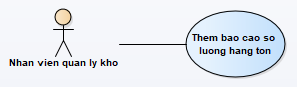 Them bao cao so
luong hang ton
Nhan vien quan ly kho